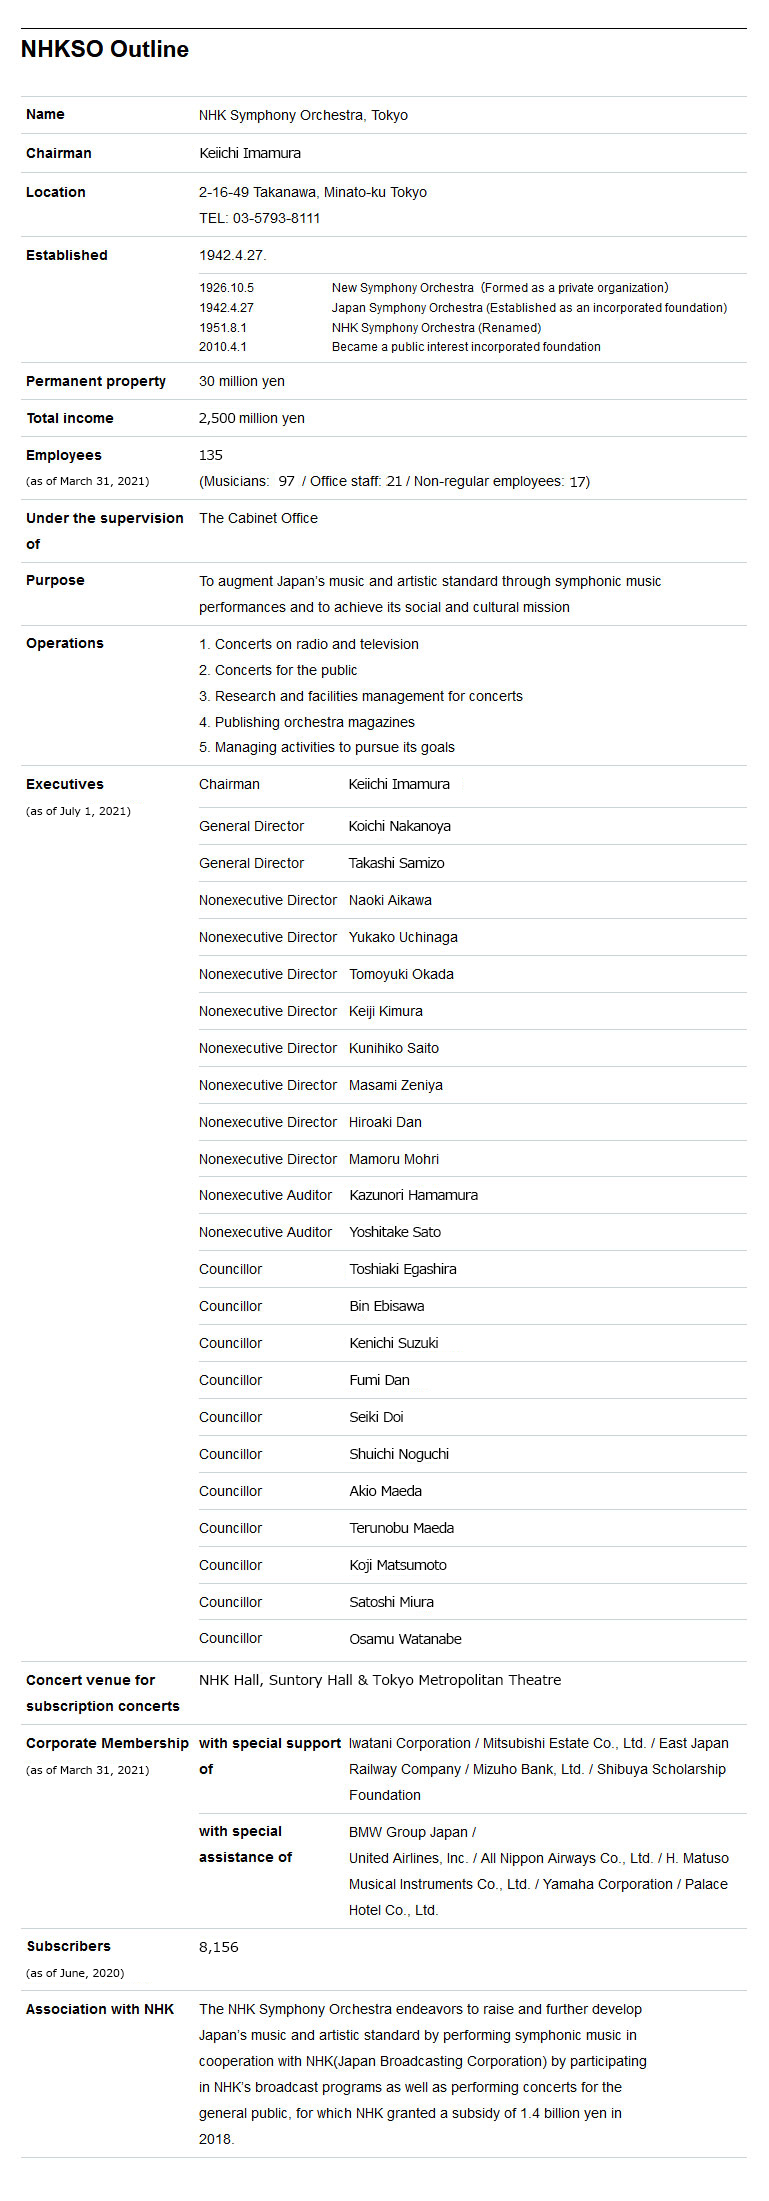 NHKSO Outline
Name NHK Symphony Orchestra, Tokyo
Chairman Keiichi Imamura
Location 2-16-49 Takanawa, Minato-ku Tokyo
TEL: 03-5793-8111
Established 1942.4.27.
1926.10.5 New Symphony Orchestra（Formed as a private organization）
1942.4.27 Japan Symphony Orchestra (Established as an incorporated foundation)
1951.8.1 NHK Symphony Orchestra (Renamed)
2010.4.1 Became a public interest incorporated foundation
Permanent property 30 million yen
Total income 2,500 million yen
Employees 135
(as of March 31, 2021) (Musicians: 97 / Office staff: 21 / Non-regular employees: 17)
Under the supervision The Cabinet Office
of
Purpose To augment Japan's music and artistic standard through symphonic music
performances and to achieve its social and cultural mission
Operations 1. Concerts on radio and television
2. Concerts for the public
3. Research and facilities management for concerts
4. Publishing orchestra magazines
5. Managing activities to pursue its goals
Executives Chairman Keiichi Imamura
(as of July 1, 2021)
General Director Koichi Nakanoya
General Director Takashi Samizo
Nonexecutive Director Naoki Aikawa
Nonexecutive Director Yukako Uchinaga
Nonexecutive Director Tomoyuki Okada
Nonexecutive Director Keiji Kimura
Nonexecutive Director Kunihiko Saito
Nonexecutive Director Masami Zeniya
Nonexecutive Director Hiroaki Dan
Nonexecutive Director Mamoru Mohri
Nonexecutive Auditor Kazunori Hamamura
Nonexecutive Auditor Yoshitake Sato
Councillor Toshiaki Egashira
Councillor Bin Ebisawa
Councillor Kenichi Suzuki
Councillor Fumi Dan
Councillor Seiki Doi
Councillor Shuichi Noguchi
Councillor Akio Maeda
Councillor Terunobu Maeda
Councillor Koji Matsumoto
Councillor Satoshi Miura
Councillor Osamu Watanabe
Concert venue for NHK Hall, Suntory Hall & Tokyo Metropolitan Theatre
subscription concerts
Corporate Membership with special support Iwatani Corporation / Mitsubishi Estate Co., Ltd. / East Japan
(as of March 31, 2021) of Railway Company / Mizuho Bank, Ltd. / Shibuya Scholarship
Foundation
with special BMW Group Japan /
assistance of United Airlines, Inc. / All Nippon Airways Co., Ltd. / H. Matuso
Musical Instruments Co., Ltd. / Yamaha Corporation / Palace
Hotel Co., Ltd.
Subscribers 8,156
(as of June, 2020)
Association with NHK The NHK Symphony Orchestra endeavors to raise and further develop
Japan's music and artistic standard by performing symphonic music in
cooperation with NHK(Japan Broadcasting Corporation) by participating
in NHK's broadcast programs as well as performing concerts for the
general public, for which NHK granted a subsidy of 1.4 billion yen in
2018.